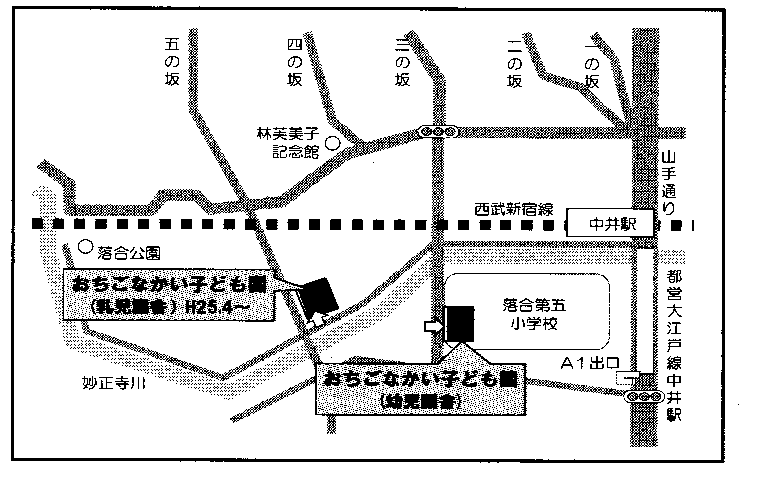 五の坂
四の坂
三の坂
二の坂
一の坂
林芙美子
記念館
山手通り
西武新宿線
中井駅
落合公園
おちごなかい子ども園
(乳児園舎) H25.4～
落合第五
小学校
都営大江戸線中井駅
A1出口
妙正寺川
おちごなかい子ども園
(幼児園舎)